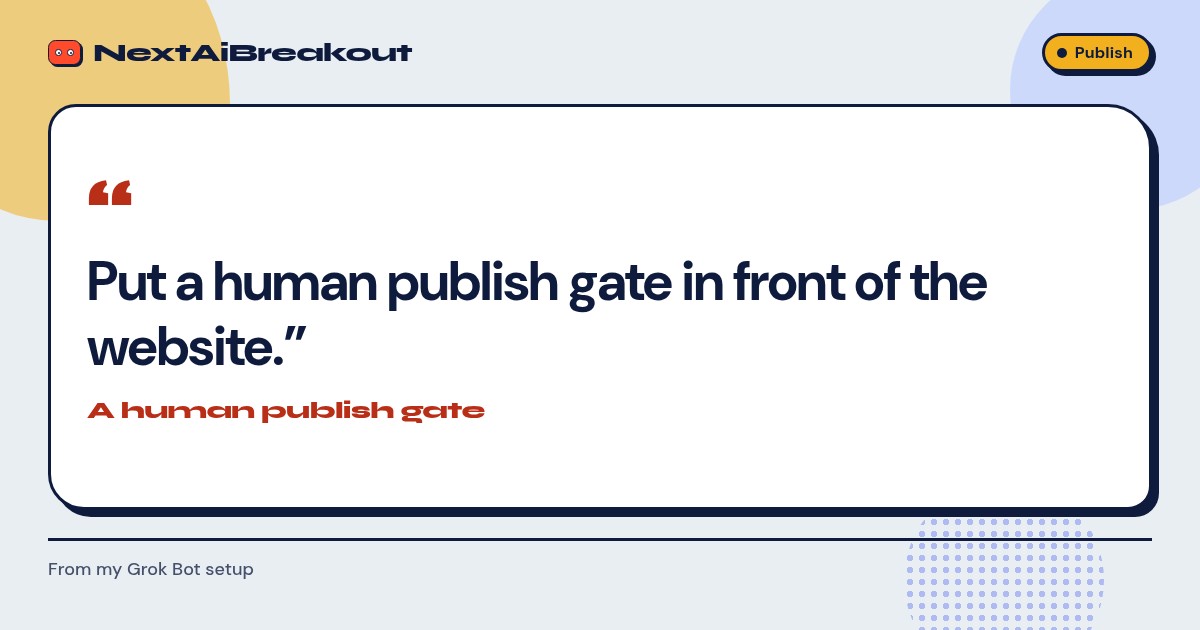 NextAiBreakout
Publish
“
Put a human publish gate in front of the
website.”
A human publish gate
From my Grok Bot setup